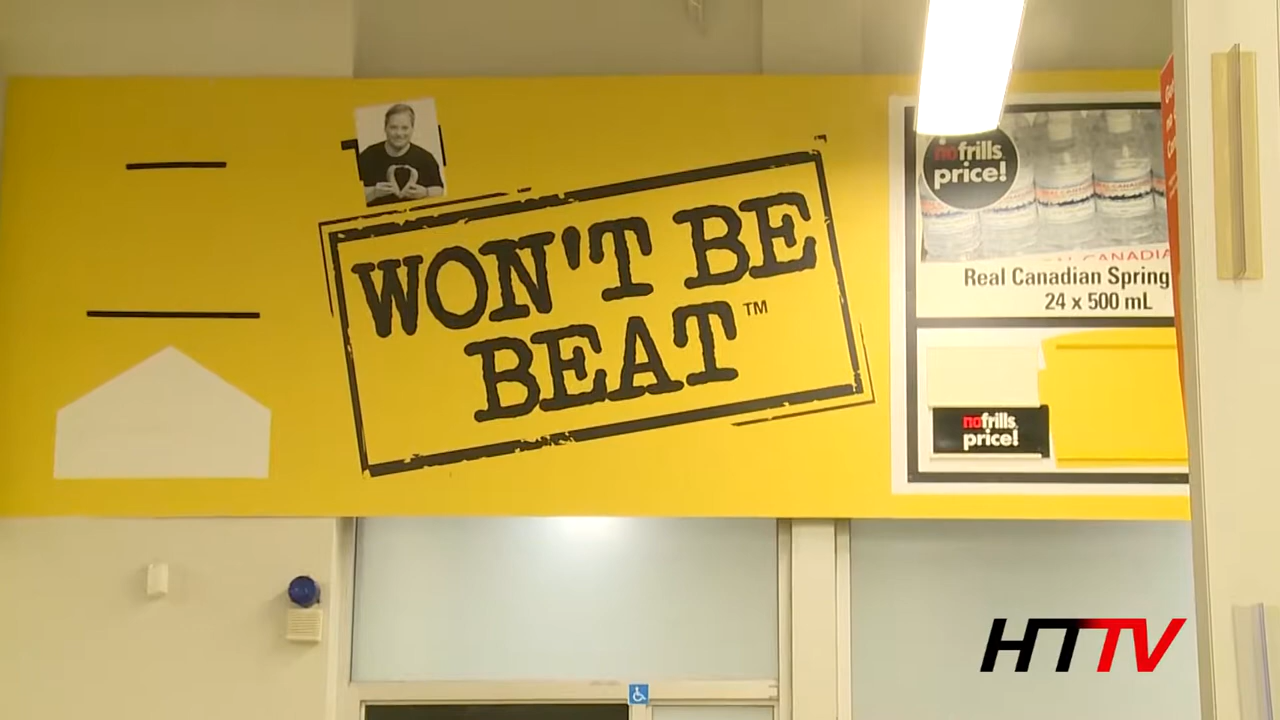 WON'T BE
BEAT™
nofrills
price!
Real Canadian Spring
24 x 500 mL
nofrills
price!
HTTV